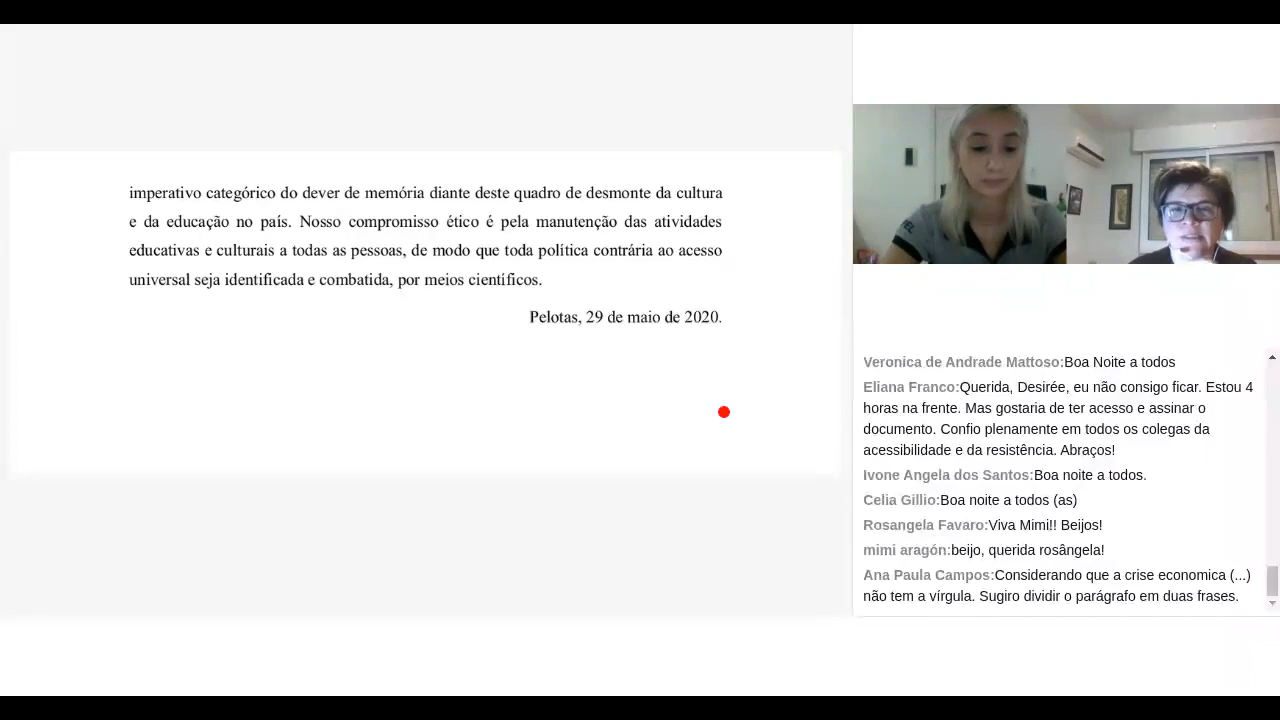 imperativo categórico do dever de memória diante deste quadro de desmonte da cultura
e da educação no país. Nosso compromisso ético é pela manutenção das atividades
educativas e culturais a todas as pessoas, de modo que toda política contrária ao acesso
universal seja identificada e combatida, por meios científicos.
Pelotas, 29 de maio de 2020.
Veronica de Andrade Mattoso:Boa Noite a todos
Eliana Franco:Querida, Desirée, eu não consigo ficar. Estou 4
horas na frente. Mas gostaria de ter acesso e assinar o
documento. Confio plenamente em todos os colegas da
acessibilidade e da resistência. Abraços!
Ivone Angela dos Santos:Boa noite a todos.
Celia Gillio:Boa noite a todos (as)
Rosangela Favaro:Viva Mimi!! Beijos!
mimi aragón:beijo, querida rosângela!
Ana Paula Campos:Considerando que a crise economica (...)
não tem a vírgula. Sugiro dividir o parágrafo em duas frases.